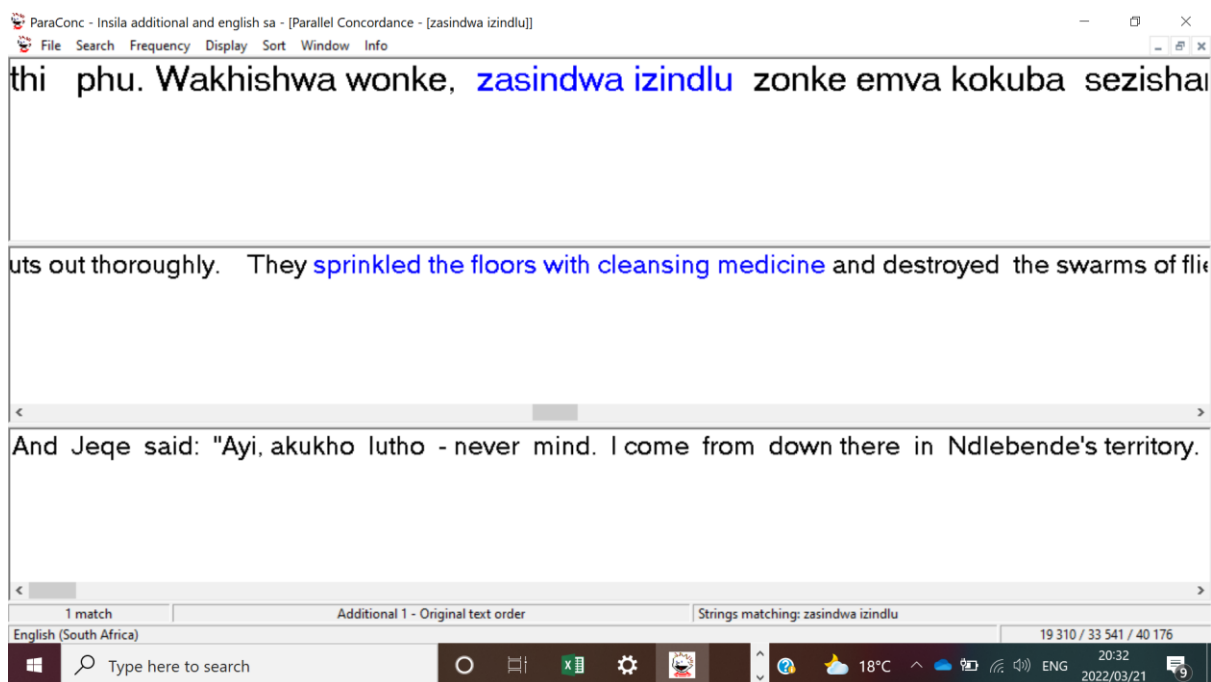 ParaConc - Insila additional and english sa - [Parallel Concordance - [zasindwa izindlu]]
File Search Frequency Display Sort Window Info
thi phu. Wakhishwa wonke, zasindwa izindlu zonke emva kokuba sezisha
uts out thoroughly. They sprinkled the floors with cleansing medicine and destroyed the swarms of flie
And Jeqe said: "Ayi, akukho lutho - never mind. I come from down there in Ndlebende's territory.
1 match Additional 1 - Original text order Strings matching: zasindwa izindlu
English (South Africa) 19 310 / 33 541 / 40 176
Type here to search 18°C ENG 20:32
2022/03/21 9